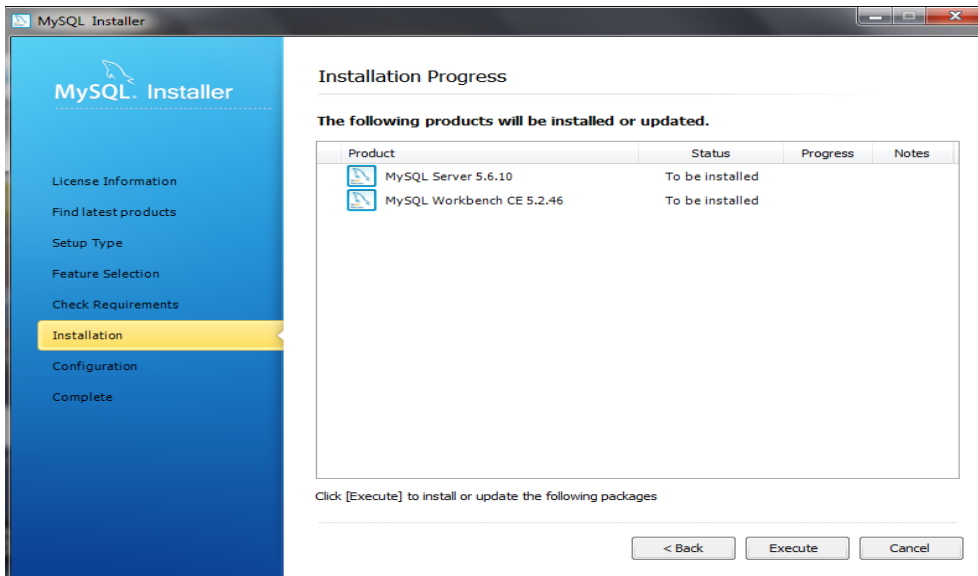 MySQL Installer
MySQL. Installer
License Information
Find latest products
Setup Type
Feature Selection
Check Requirements
Installation
Configuration
Complete
Installation Progress
The following products will be installed or updated.
Product Status Progress Notes
MySQL Server 5.6.10 To be installed
MySQL Workbench CE 5.2.46 To be installed
Click [Execute] to install or update the following packages
< Back Execute Cancel